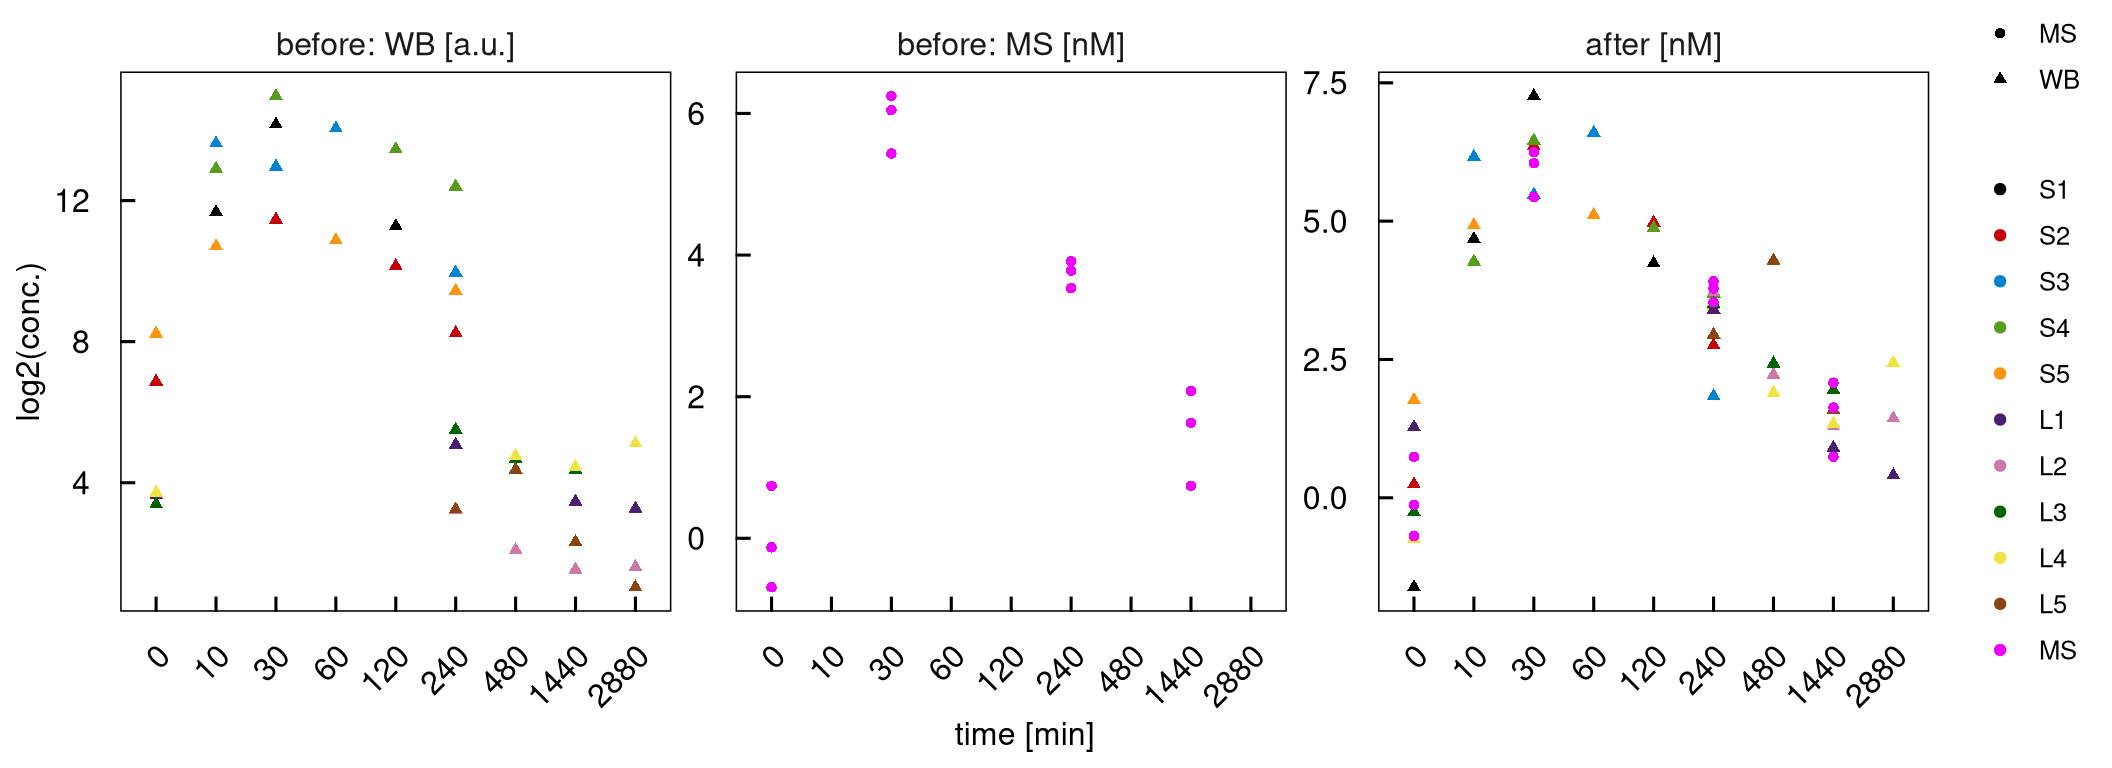 before: WB [a.u.]
before: MS [nM]
after [nM]
log2(conc.)
12
8
4
6
4
2
0
7.5
5.0
2.5
0.0
0 10 30 60 120 240 480 1440 2880
0 10 30 60 120 240 480 1440 2880
0 10 30 60 120 240 480 1440 2880
time [min]
MS
WB
S1
S2
S3
S4
S5
L1
L2
L3
L4
L5
MS